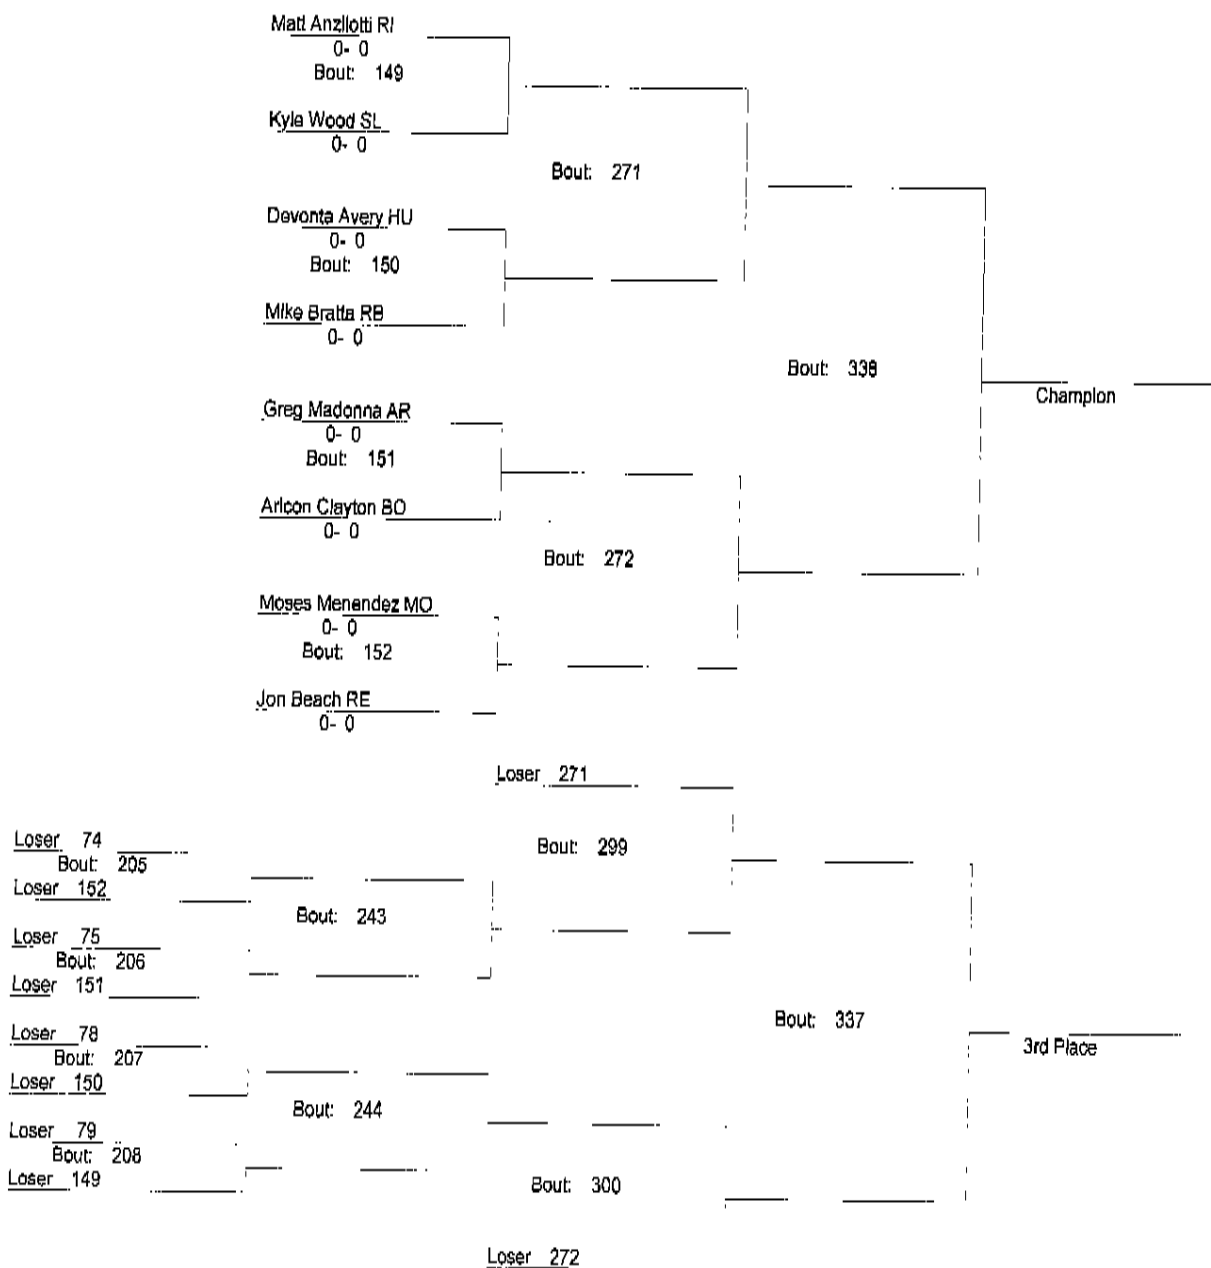 Matt Anzilotti RI
0- 0
Bout: 149
Kyle Wood SL
0- 0
Bout: 271
Devonta Avery HU
0- 0
Bout: 150
Mike Bratta RB
0- 0
Bout: 338
Champion
Greg Madonna AR
0- 0
Bout: 151
Aricon Clayton BO
0- 0
Bout: 272
Moses Menendez MO
0- 0
Bout: 152
Jon Beach RE
0- 0
Loser 271
Bout: 299
Loser 74
Bout: 205
Loser 152
Bout: 243
Loser 75
Bout: 206
Loser 151
Bout: 337
3rd Place
Loser 78
Bout: 207
Loser 150
Bout: 244
Loser 79
Bout: 208
Loser 149
Bout: 300
Loser 272